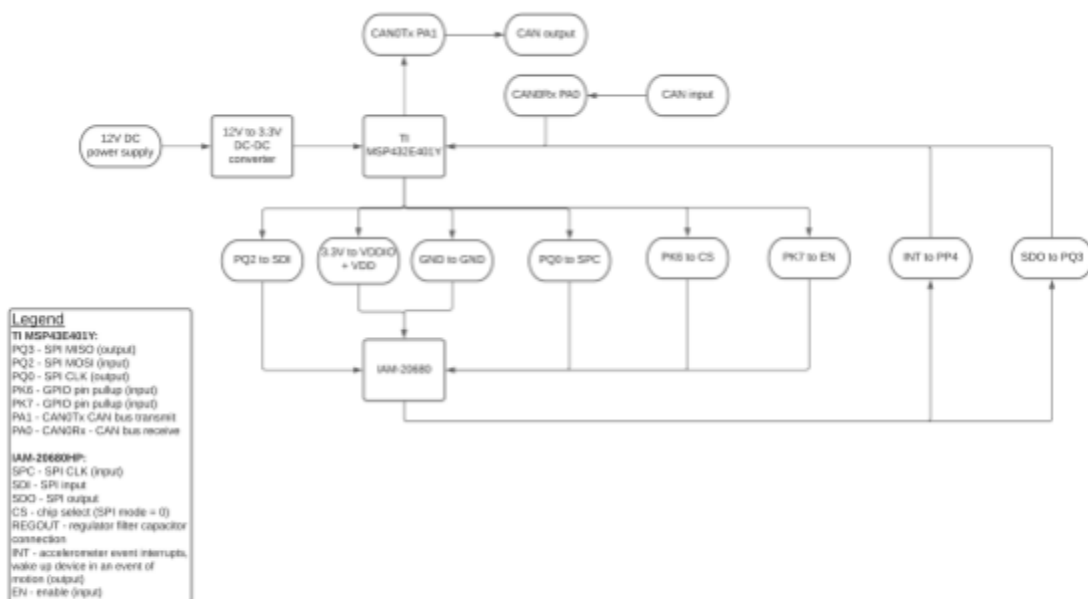 CAN0Tx PA1
CAN output
CAN0Rx PA0
CAN input
12V DC
power supply
12V to 3.3V
DC-DC
converter
TI
MSP432E401Y
PQ2 to SDI
3.3V to VDDIO
+ VDD
GND to GND
PQ0 to SPC
PK6 to CS
PK7 to EN
INT to PP4
SDO to PQ3
IAM-20680
Legend
TI MSP43E401Y:
PQ3 - SPI MISO (output)
PQ2 - SPI MOSI (input)
PQ0 - SPI CLK (output)
PK6 - GPIO pin pullup (input)
PK7 - GPIO pin pullup (input)
PA1 - CAN0Tx CAN bus transmit
PA0 - CAN0Rx - CAN bus receive
IAM-20680HP:
SPC - SPI CLK (input)
SDI - SPI input
SDO - SPI output
CS - chip select (SPI mode = 0)
REGOUT - regulator filter capacitor
connection
INT - accelerometer event interrupts,
wake up device in an event of
motion (output)
EN - enable (input)